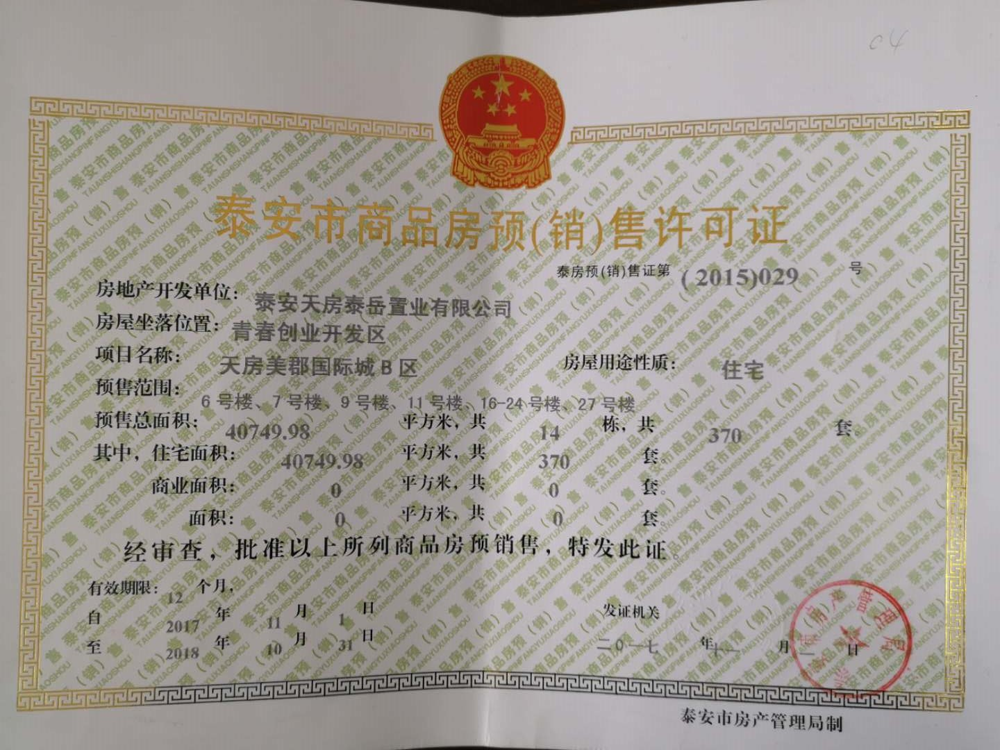 04
泰安市商品房预(销)售许可证
泰房预(销)售证第 (2015)029 号
房地产开发单位: 泰安天房泰岳置业有限公司
房屋坐落位置: 青春创业开发区
项目名称: 天房美郡国际城B区 房屋用途性质: 住宅
预售范围: 6号楼、7号楼、9号楼、11号楼、16-24号楼、27号楼
预售总面积: 40749.98 平方米, 共 14 栋, 共 370 套。
其中, 住宅面积: 40749.98 平方米, 共 370 套。
商业面积: 0 平方米, 共 0 套。
面积: 0 平方米, 共 0 套。
经审查, 批准以上所列商品房预销售, 特发此证。
有效期限: 12 个月,
自 2017 年 11 月 1 日
至 2018 年 10 月 31 日
发证机关
二〇一七 年十一 月一 日
泰安市房产管理局制